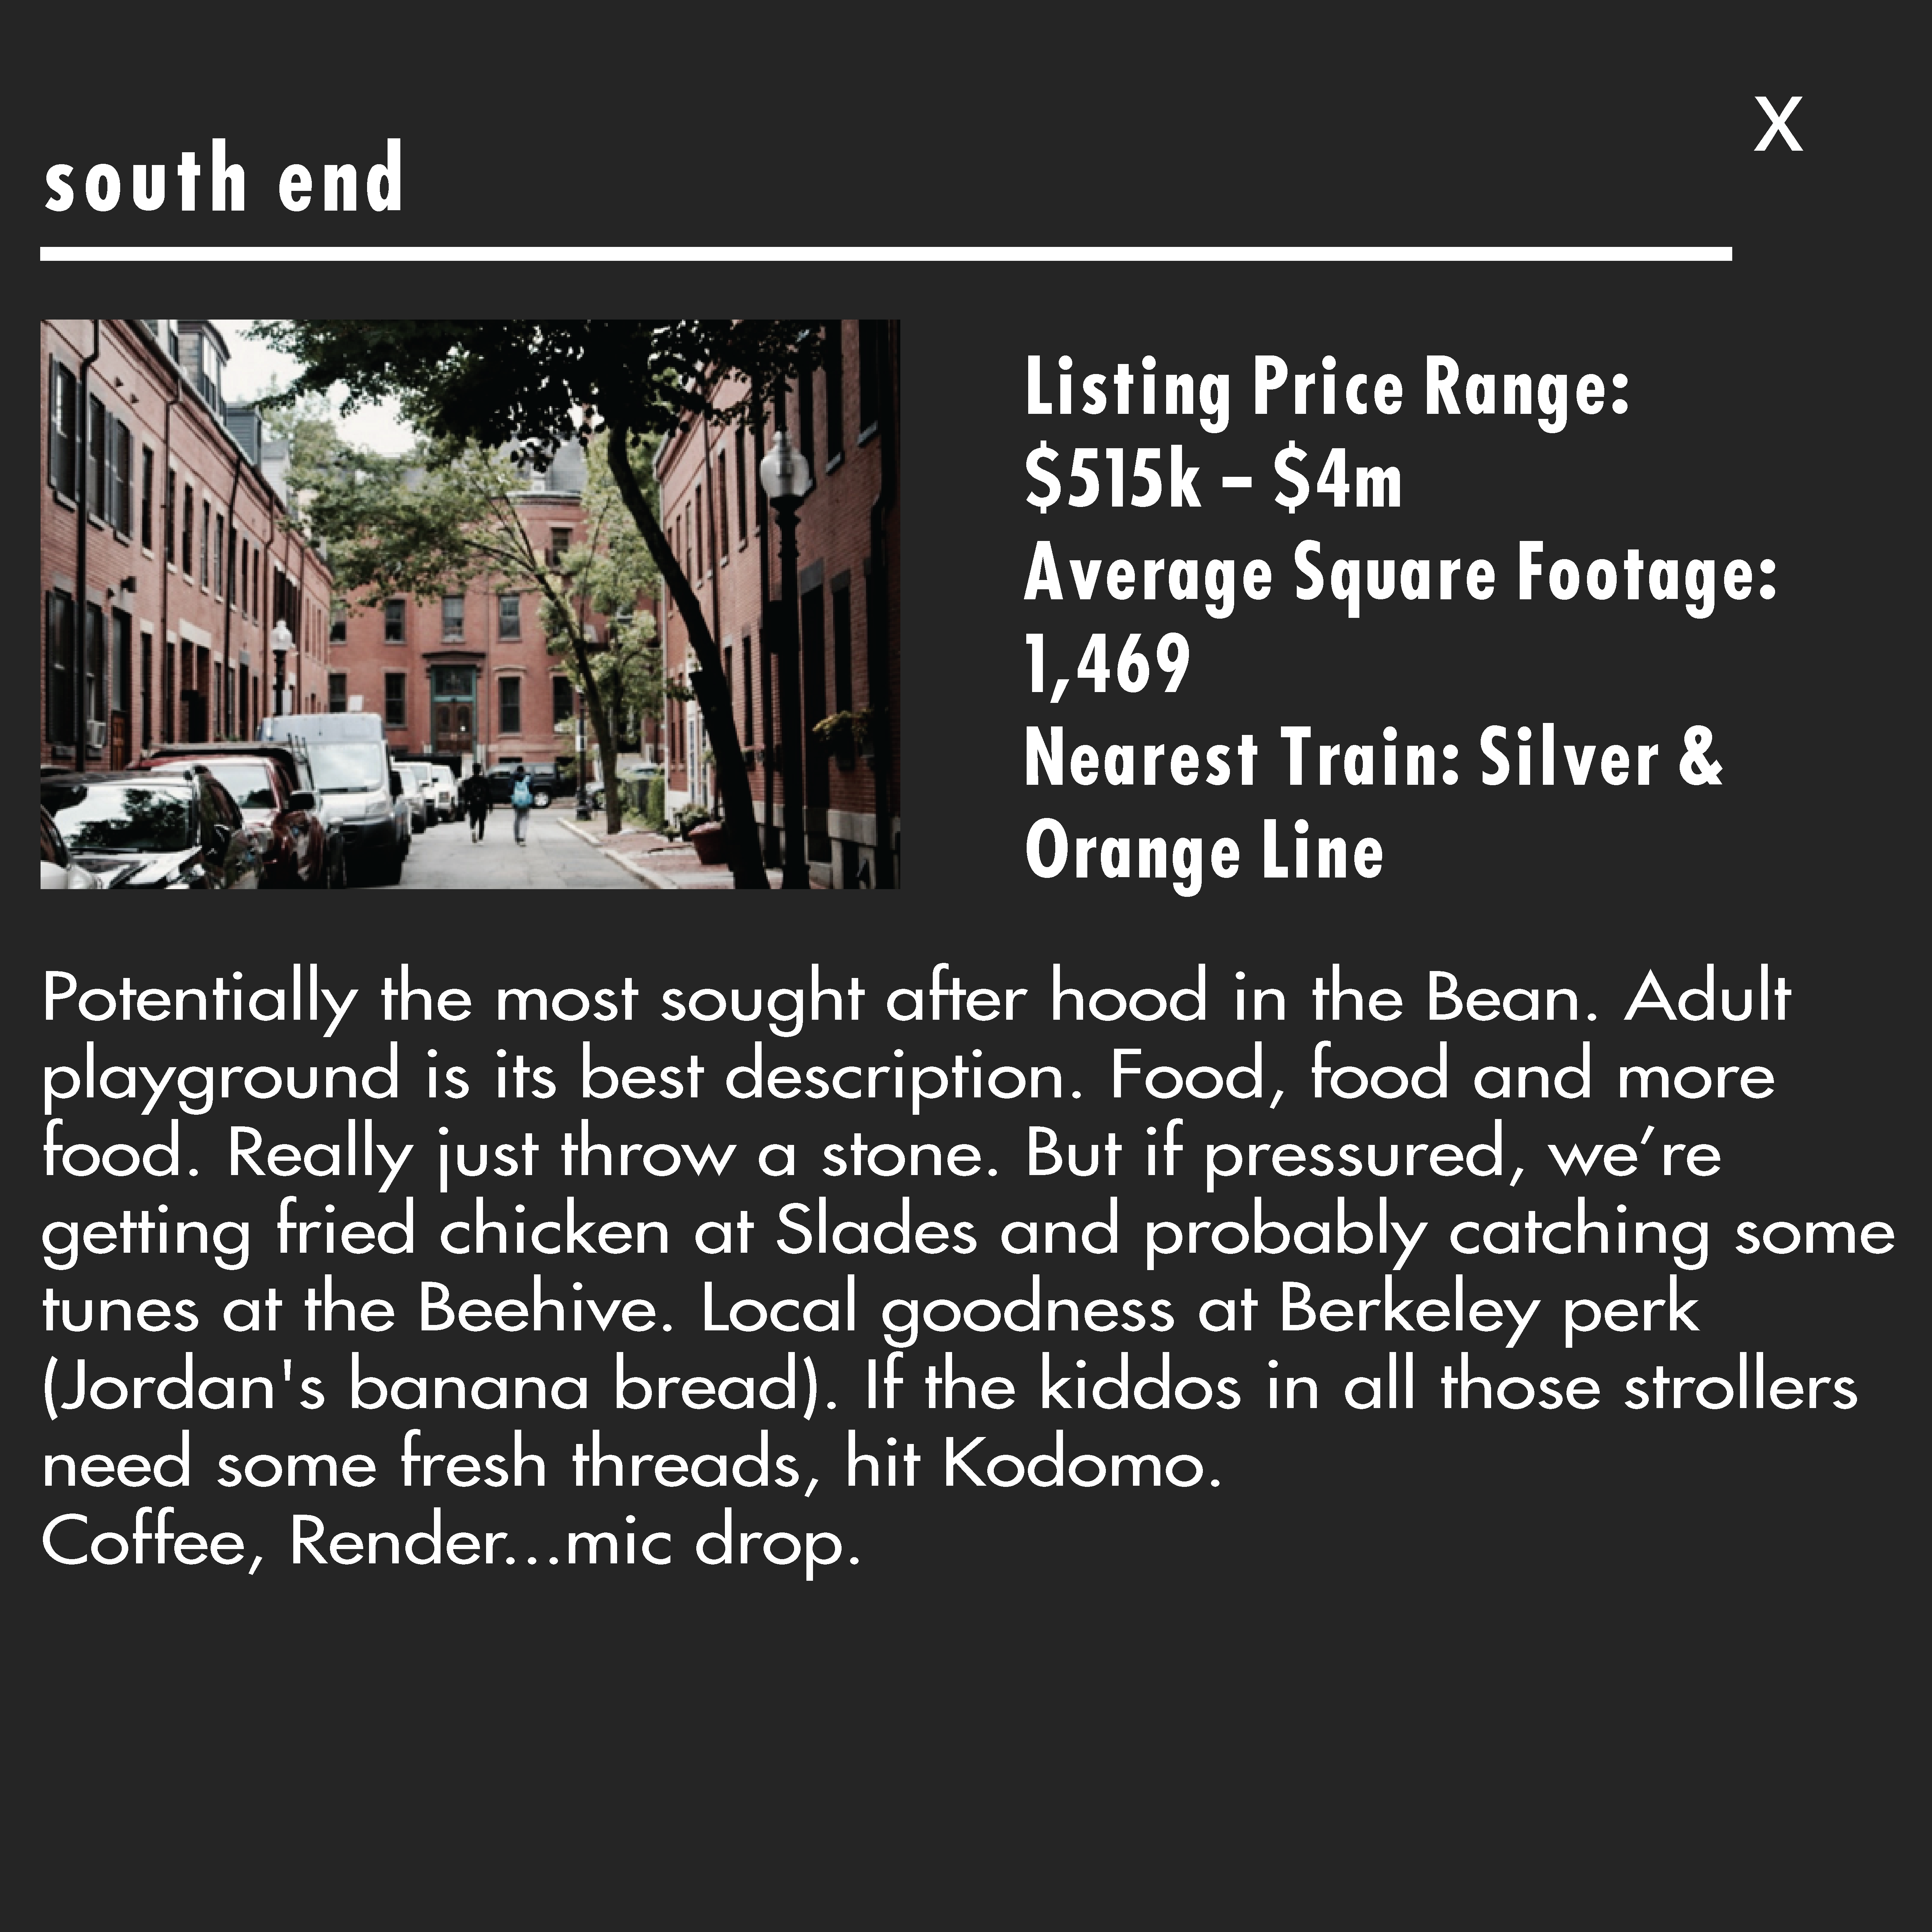 X
south end
Listing Price Range:
$515k – $4m
Average Square Footage:
1,469
Nearest Train: Silver &
Orange Line
Potentially the most sought after hood in the Bean. Adult
playground is its best description. Food, food and more
food. Really just throw a stone. But if pressured, we’re
getting fried chicken at Slades and probably catching some
tunes at the Beehive. Local goodness at Berkeley perk
(Jordan's banana bread). If the kiddos in all those strollers
need some fresh threads, hit Kodomo.
Coffee, Render...mic drop.